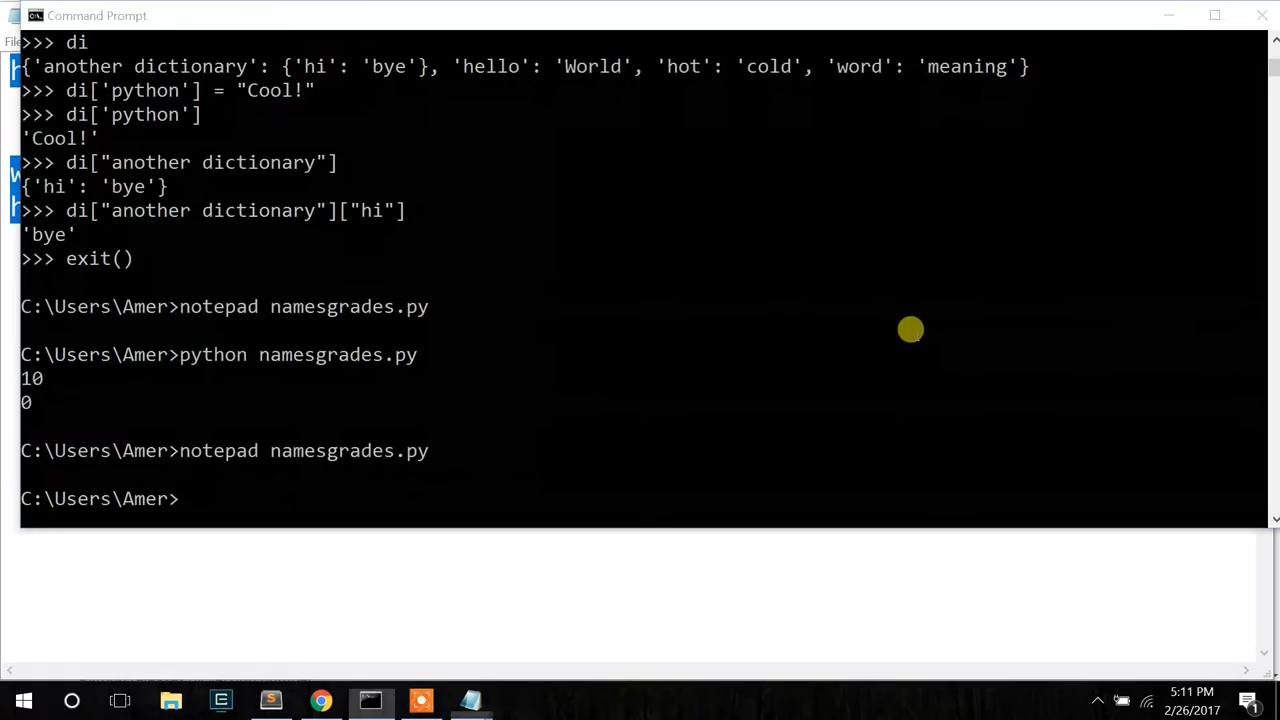 Command Prompt
File
>>> di
{'another dictionary': {'hi': 'bye'}, 'hello': 'World', 'hot': 'cold', 'word': 'meaning'}
>>> di['python'] = "Cool!"
>>> di['python']
'Cool!'
>>> di["another dictionary"]
{'hi': 'bye'}
>>> di["another dictionary"]["hi"]
'bye'
>>> exit()
C:\Users\Amer>notepad namesgrades.py
C:\Users\Amer>python namesgrades.py
10
0
C:\Users\Amer>notepad namesgrades.py
C:\Users\Amer>
5:11 PM
2/26/2017
1